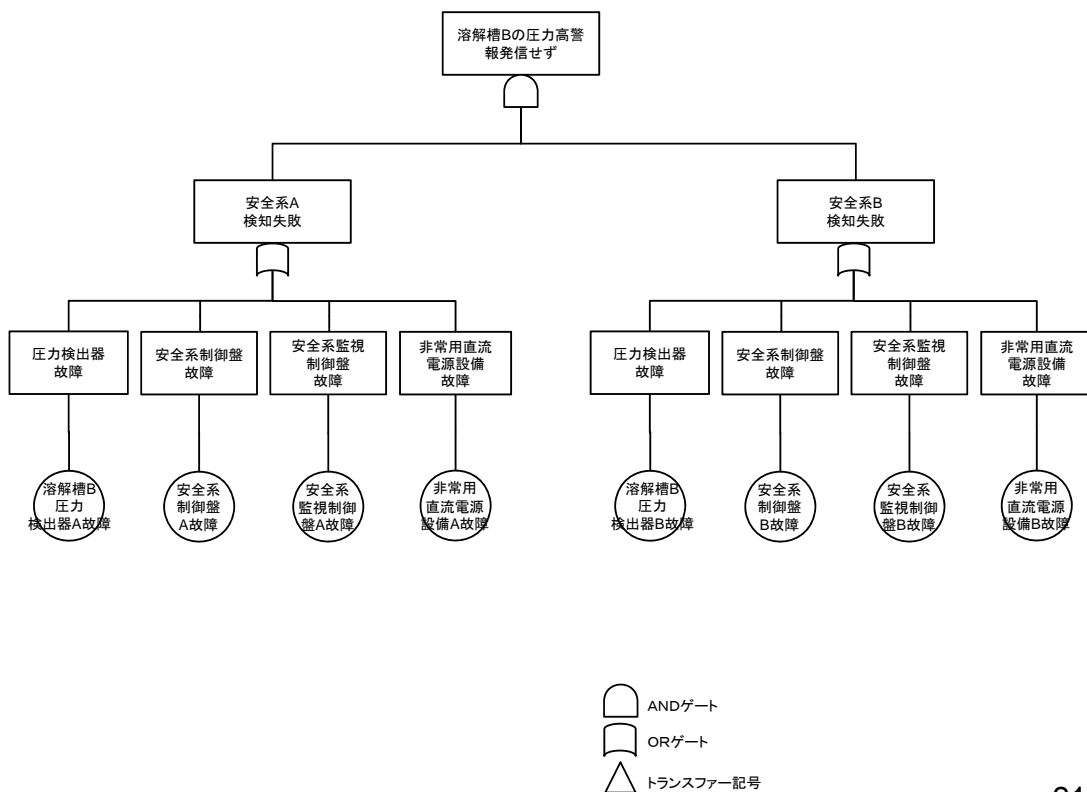 溶解槽Bの圧力高警
報発信せず
安全系A
検知失敗
安全系B
検知失敗
圧力検出器
故障
安全系制御盤
故障
安全系監視
制御盤
故障
非常用直流
電源設備
故障
圧力検出器
故障
安全系制御盤
故障
安全系監視
制御盤
故障
非常用直流
電源設備
故障
溶解槽B
圧力
検出器A故障
安全系
制御盤
A故障
安全系
監視制御
盤A故障
非常用
直流電源
設備A故障
溶解槽B
圧力
検出器B故障
安全系
制御盤
B故障
安全系
監視制御
盤B故障
非常用
直流電源
設備B故障
ANDゲート
ORゲート
トランスファー記号